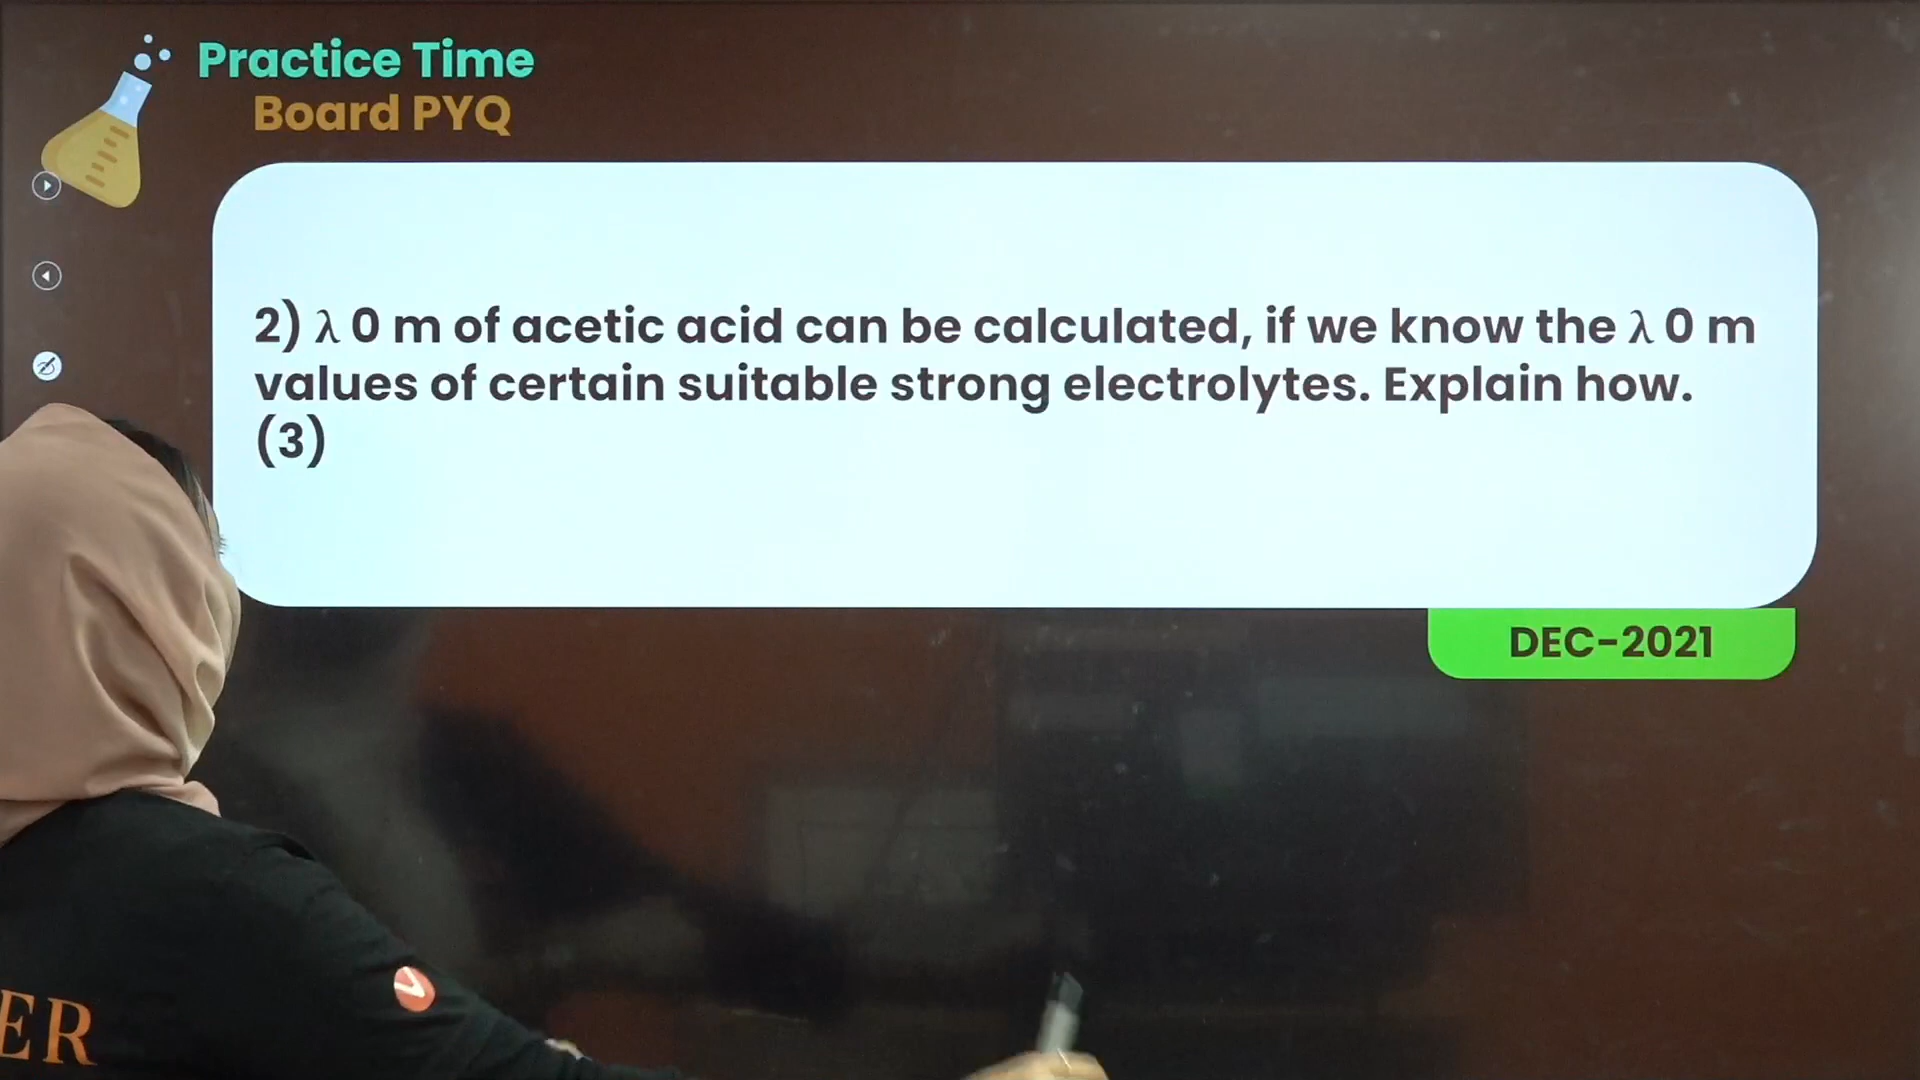 Practice Time
Board PYQ
2) λ 0 m of acetic acid can be calculated, if we know the λ 0 m
values of certain suitable strong electrolytes. Explain how.
(3)
DEC-2021
ER